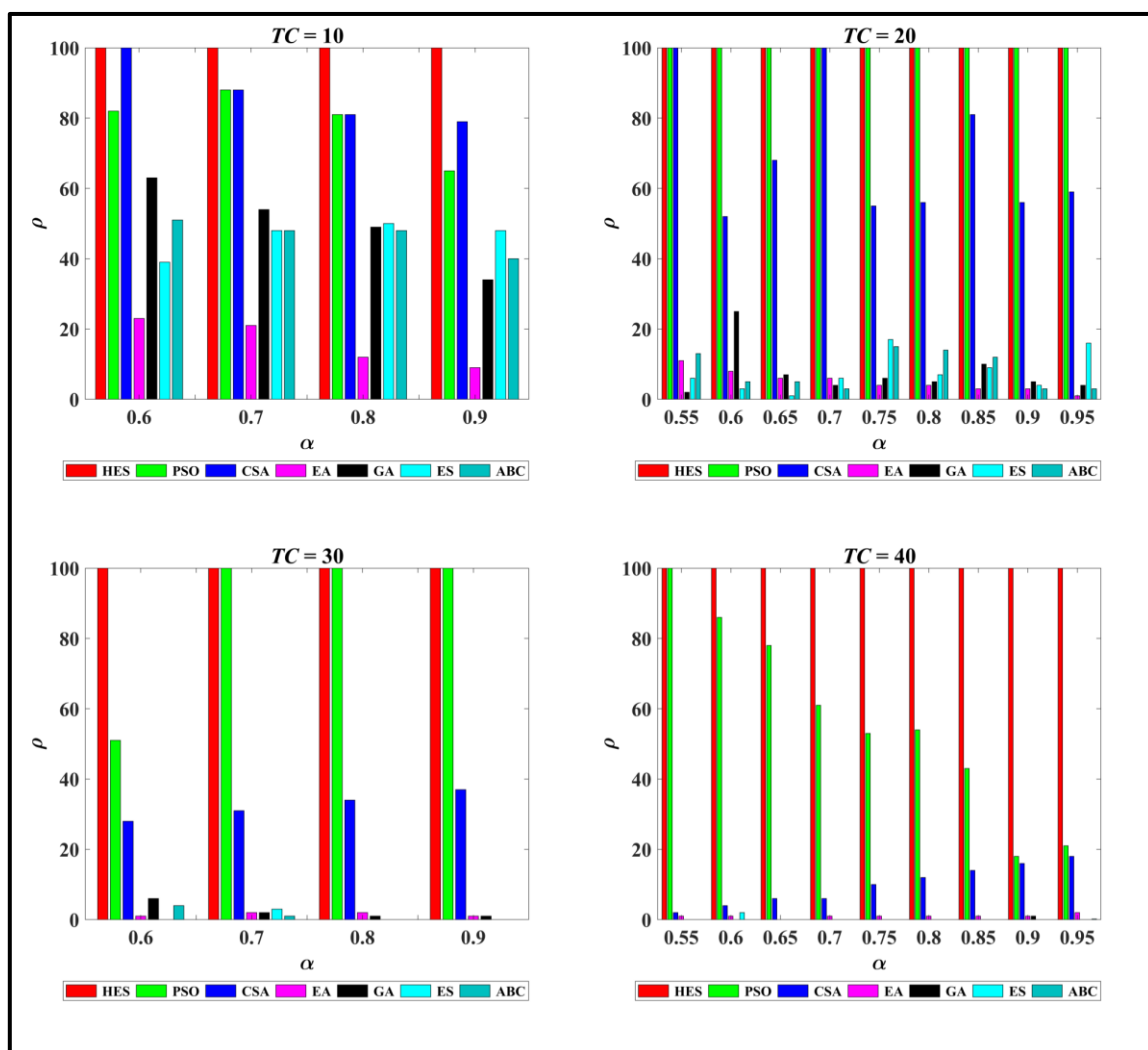 TC = 10
100
80
60
40
20
0
ρ
0.6 0.7 0.8 0.9
α
HES PSO CSA EA GA ES ABC
TC = 20
100
80
60
40
20
0
ρ
0.55 0.6 0.65 0.7 0.75 0.8 0.85 0.9 0.95
α
HES PSO CSA EA GA ES ABC
TC = 30
100
80
60
40
20
0
ρ
0.6 0.7 0.8 0.9
α
HES PSO CSA EA GA ES ABC
TC = 40
100
80
60
40
20
0
ρ
0.55 0.6 0.65 0.7 0.75 0.8 0.85 0.9 0.95
α
HES PSO CSA EA GA ES ABC